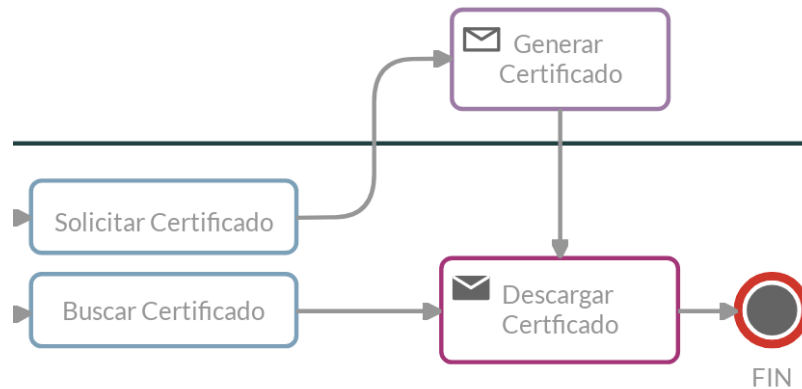 Generar
Certificado
Solicitar Certificado
Buscar Certificado
Descargar
Certficado
FIN